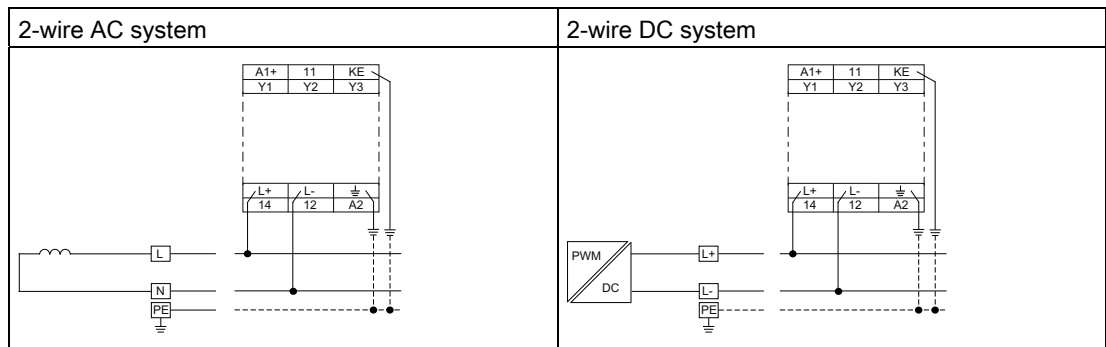 2-wire AC system
2-wire DC system
A1+ 11 KE
Y1 Y2 Y3
L+ L-
14 12 A2
L
N
PE
A1+ 11 KE
Y1 Y2 Y3
L+ L-
14 12 A2
PWM
DC
L+
L-
PE